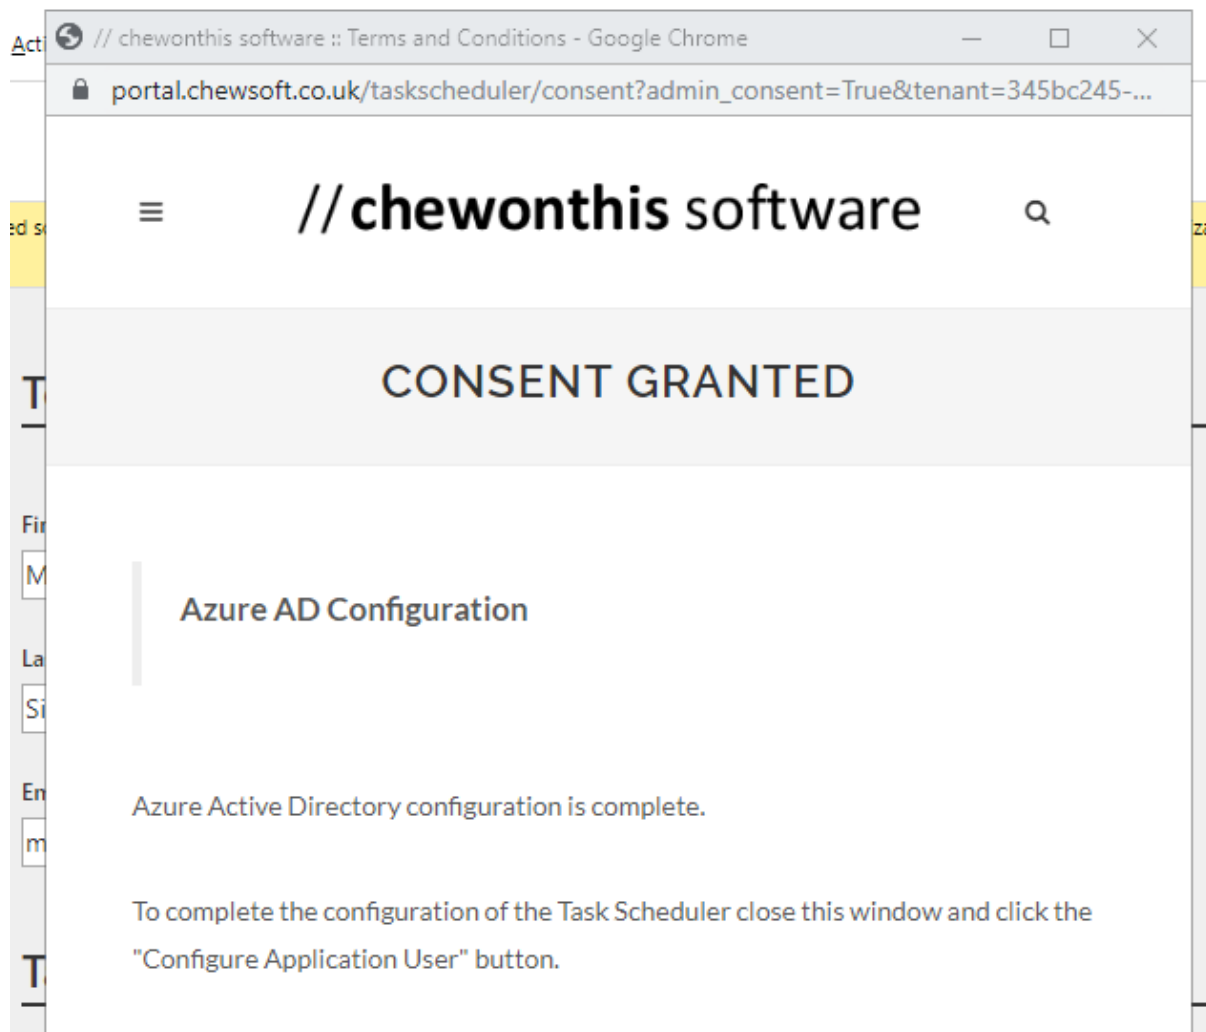 // chewonthis software :: Terms and Conditions - Google Chrome
portal.chewsoft.co.uk/taskscheduler/consent?admin_consent=True&tenant=345bc245-...
// chewonthis software
CONSENT GRANTED
Azure AD Configuration
Azure Active Directory configuration is complete.
To complete the configuration of the Task Scheduler close this window and click the
"Configure Application User" button.